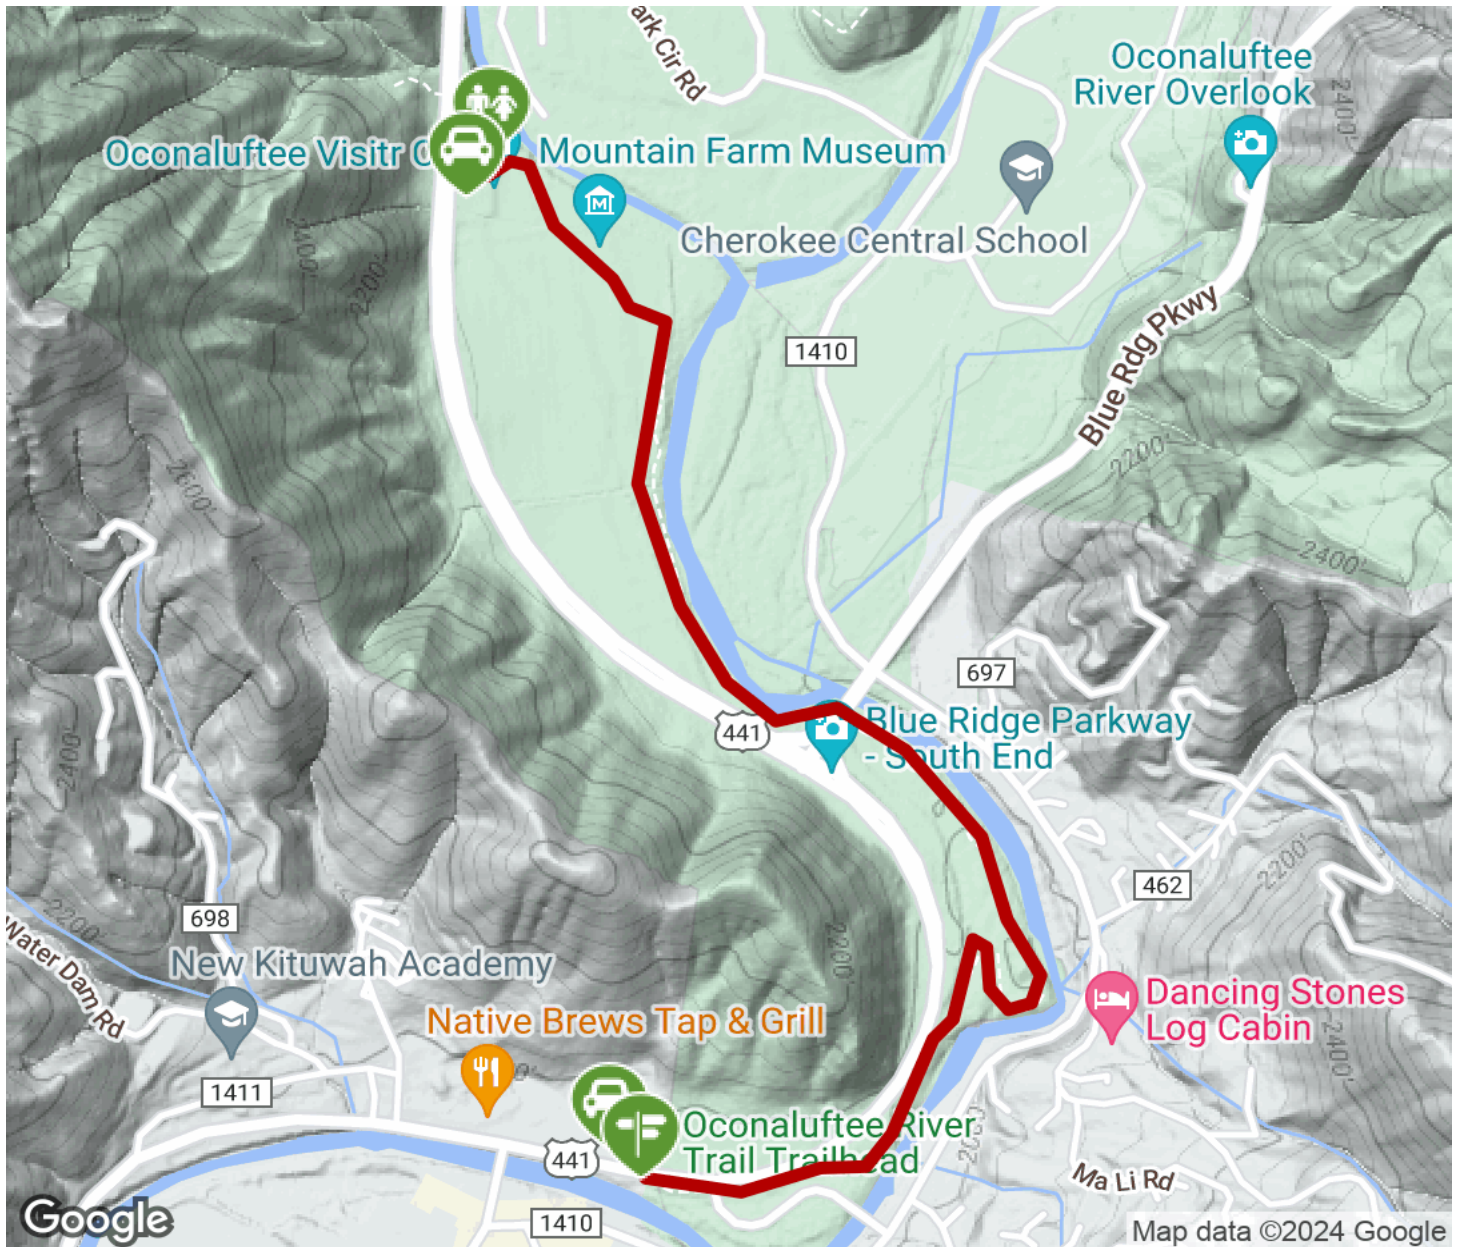 ark Cir Rd
Oconaluftee
River Overlook
2400'
Oconaluftee Visitr C
Mountain Farm Museum
Cherokee Central School
2400'
2200'
1410
Blue Rdg Pkwy
2200'
2600'
2400'
697
441
Blue Ridge Parkway
- South End
2400'
2200'
462
698
2200'
2200'
Water Dam Rd
New Kituwah Academy
Dancing Stones
Log Cabin
Native Brews Tap & Grill
2400'
1411
Oconaluftee River
Trail Trailhead
441
Ma Li Rd
1410
Google
Map data ©2024 Google